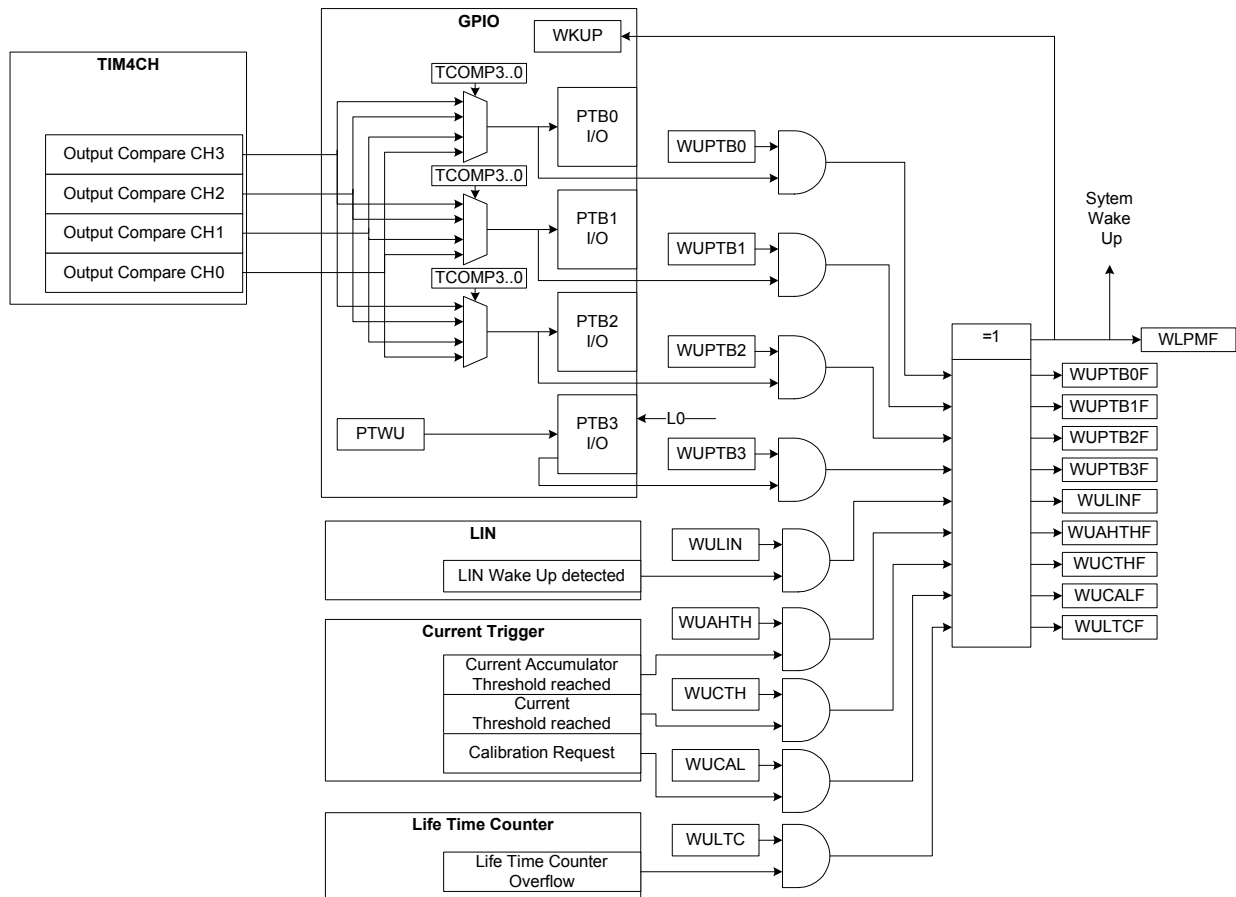 GPIO
WKUP
TIM4CH
TCOMP3..0
PTB0
I/O
Output Compare CH3
Output Compare CH2
Output Compare CH1
Output Compare CH0
TCOMP3..0
PTB1
I/O
TCOMP3..0
PTB2
I/O
PTWU
PTB3
I/O
L0
WUPTB0
WUPTB1
WUPTB2
WUPTB3
Sytem
Wake
Up
=1
WLPMF
WUPTB0F
WUPTB1F
WUPTB2F
WUPTB3F
WULINF
WUAHTHF
WUCTHF
WUCALF
WULTCF
LIN
LIN Wake Up detected
WULIN
Current Trigger
Current Accumulator
Threshold reached
Current
Threshold reached
Calibration Request
WUAHTH
WUCTH
WUCAL
Life Time Counter
Life Time Counter
Overflow
WULTC